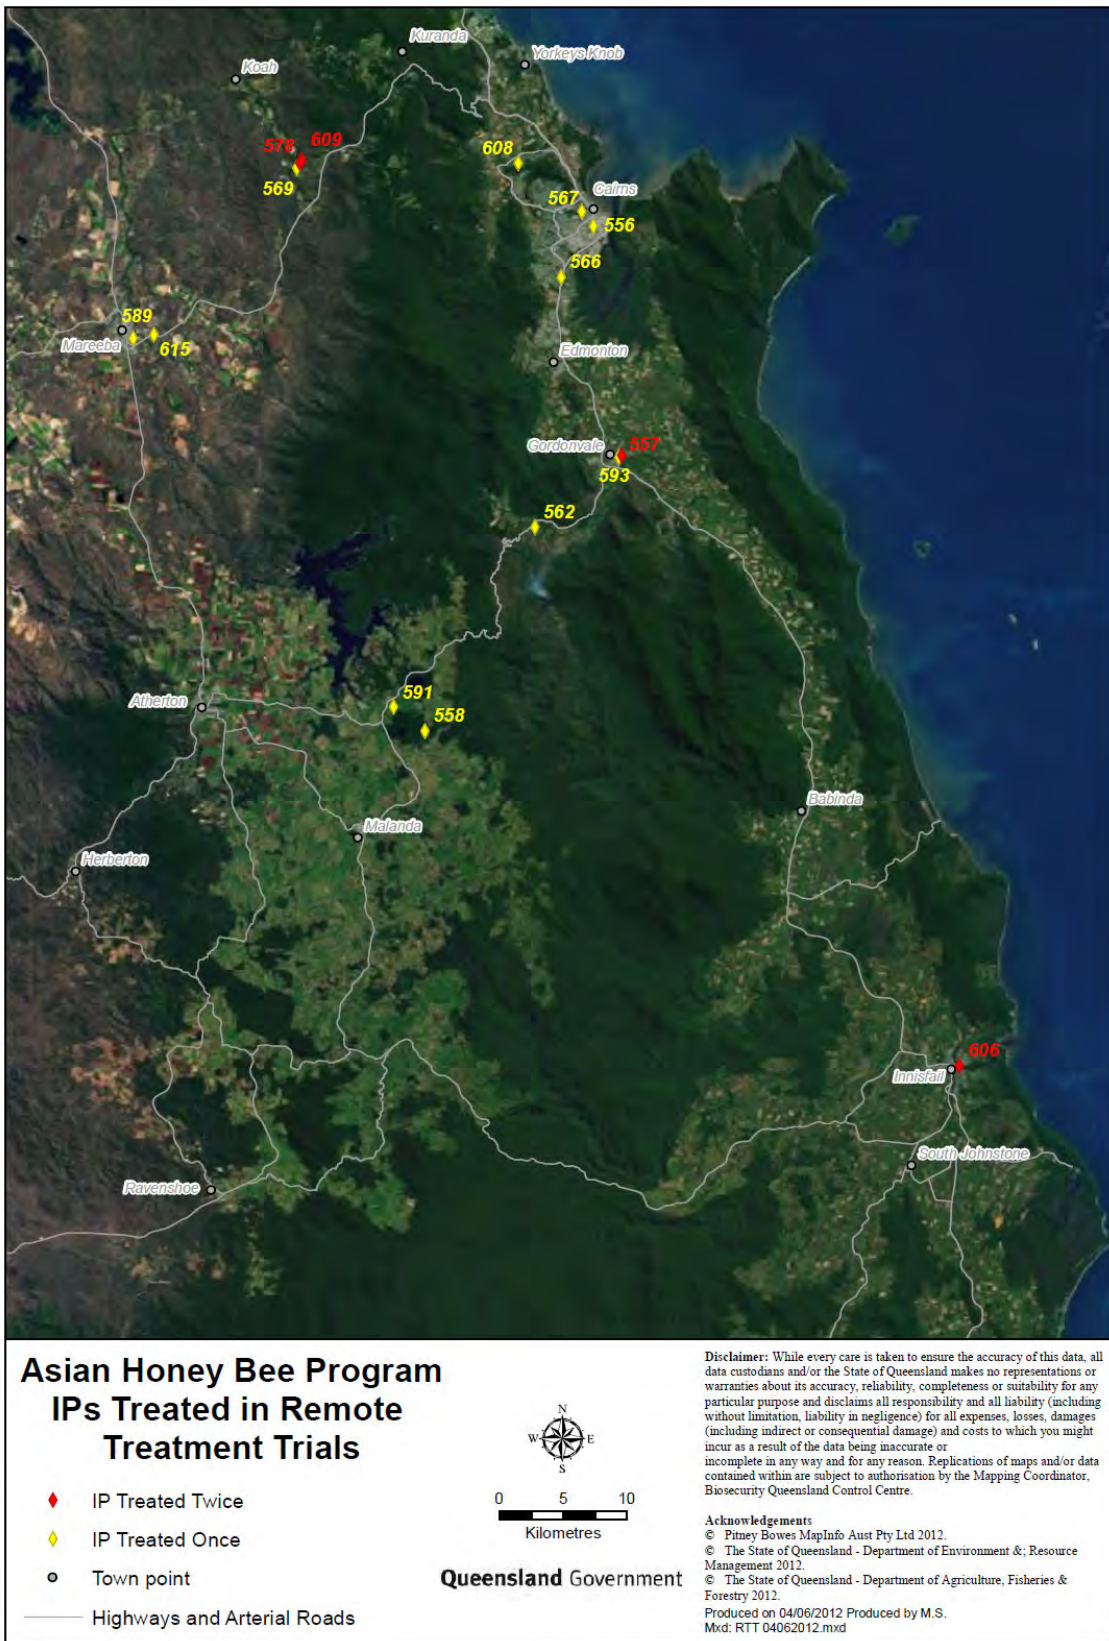 Kuranda
Yorkeys Knob
Koah
578 609
608
569
567 Cairns
556
566
589
Mareeba 615
Edmonton
Gordonvale 557
593
562
591
Atherton
558
Babinda
Malanda
Herberton
606
Innisfail
South Johnstone
Ravenshoe
Asian Honey Bee Program
IPs Treated in Remote
Treatment Trials
IP Treated Twice
IP Treated Once
Town point
Highways and Arterial Roads
N
W E
S
0 5 10
Kilometres
Queensland Government
Disclaimer: While every care is taken to ensure the accuracy of this data, all
data custodians and/or the State of Queensland makes no representations or
warranties about its accuracy, reliability, completeness or suitability for any
particular purpose and disclaims all responsibility and all liability (including
without limitation, liability in negligence) for all expenses, losses, damages
(including indirect or consequential damage) and costs to which you might
incur as a result of the data being inaccurate or
incomplete in any way and for any reason. Replications of maps and/or data
contained within are subject to authorisation by the Mapping Coordinator,
Biosecurity Queensland Control Centre.
Acknowledgements
© Pitney Bowes MapInfo Aust Pty Ltd 2012.
© The State of Queensland - Department of Environment &; Resource
Management 2012.
© The State of Queensland - Department of Agriculture, Fisheries &
Forestry 2012.
Produced on 04/06/2012 Produced by M.S.
Mxd: RTT 04062012.mxd